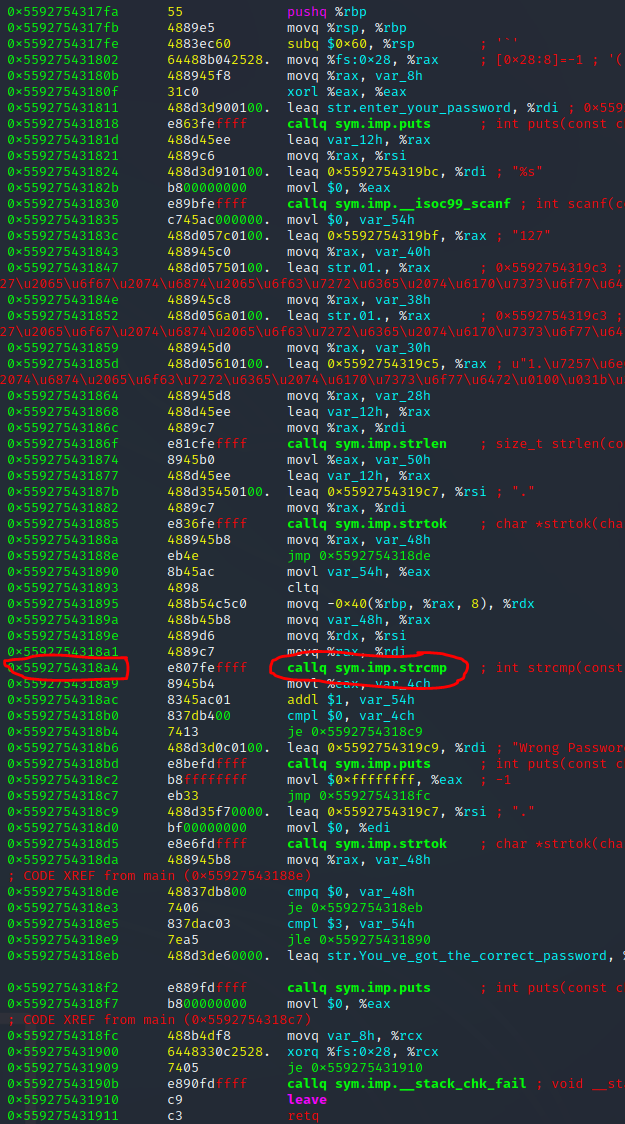 0×5592754317fa 55 pushq %rbp
0×5592754317fb 4889e5 movq %rsp, %rbp
0×5592754317fe 4883ec60 subq $0×60, %rsp ; '`'
0×559275431802 64488b042528. movq %fs:0×28, %rax ; [0×28:8]=-1 ; '(
0×55927543180b 488945f8 movq %rax, var_8h
0×55927543180f 31c0 xorl %eax, %eax
0×559275431811 488d3d900100. leaq str.enter_your_password, %rdi ; 0×559
0×559275431818 e863feffff callq sym.imp.puts ; int puts(const c
0×55927543181d 488d45ee leaq var_12h, %rax
0×559275431821 4889c6 movq %rax, %rsi
0×559275431824 488d3d910100. leaq 0×5592754319bc, %rdi ; "%s"
0×55927543182b b800000000 movl $0, %eax
0×559275431830 e89bfeffff callq sym.imp.__isoc99_scanf ; int scanf(co
0×559275431835 c745ac000000. movl $0, var_54h
0×55927543183c 488d057c0100. leaq 0×5592754319bf, %rax ; "127"
0×559275431843 488945c0 movq %rax, var_40h
0×559275431847 488d05750100. leaq str.01., %rax ; 0×5592754319c3 ;
27\u2065\u6f67\u2074\u6874\u6f63\u7272\u6365\u2074\u6170\u7373\u6f77\u64
0×55927543184e 488945c8 movq %rax, var_38h
0×559275431852 488d056a0100. leaq str.01., %rax ; 0×5592754319c3 ;
27\u2065\u6f67\u2074\u6874\u6f63\u7272\u6365\u2074\u6170\u7373\u6f77\u64
0×559275431859 488945d0 movq %rax, var_30h
0×55927543185d 488d05610100. leaq 0×5592754319c5, %rax ; u"1.\u7257\u6e
2074\u6874\u2065\u6f63\u7272\u6365\u2074\u6170\u7373\u6f77\u6472\u0100\u031b\u
0×559275431864 488945d8 movq %rax, var_28h
0×559275431868 488d45ee leaq var_12h, %rax
0×55927543186c 4889c7 movq %rax, %rdi
0×55927543186f e81cfeffff callq sym.imp.strlen ; size_t strlen(co
0×559275431874 8945b0 movl %eax, var_50h
0×559275431877 488d45ee leaq var_12h, %rax
0×55927543187b 488d35450100. leaq 0×5592754319c7, %rsi ; "."
0×559275431882 4889c7 movq %rax, %rdi
0×559275431885 e836feffff callq sym.imp.strtok ; char *strtok(cha
0×55927543188a 488945b8 movq %rax, var_48h
0×55927543188e eb4e jmp 0×5592754318de
0×559275431890 8b45ac movl var_54h, %eax
0×559275431893 4898 cltq
0×559275431895 488b54c5c0 movq -0×40(%rbp, %rax, 8), %rdx
0×55927543189a 488b45b8 movq var_48h, %rax
0×55927543189e 4889d6 movq %rdx, %rsi
0×5592754318a1 4889c7 movq %rax, %rdi
0×5592754318a4 e807feffff callq sym.imp.strcmp ; int strcmp(const
0×5592754318a9 8945b4 movl %eax, var_4ch
0×5592754318ac 8345ac01 addl $1, var_54h
0×5592754318b0 837db400 cmpl $0, var_4ch
0×5592754318b4 7413 je 0×5592754318c9
0×5592754318b6 488d3d0c0100. leaq 0×5592754319c9, %rdi ; "Wrong Passwor
0×5592754318bd e8befdffff callq sym.imp.puts ; int puts(const c
0×5592754318c2 b8ffffffff movl $0×ffffffff, %eax ; -1
0×5592754318c7 eb33 jmp 0×5592754318fc
0×5592754318c9 488d35f70000. leaq 0×5592754319c7, %rsi ; "."
0×5592754318d0 bf00000000 movl $0, %edi
0×5592754318d5 e8e6fdffff callq sym.imp.strtok ; char *strtok(cha
0×5592754318da 488945b8 movq %rax, var_48h
; CODE XREF from main (0×55927543188e)
0×5592754318de 48837db800 cmpq $0, var_48h
0×5592754318e3 7406 je 0×5592754318eb
0×5592754318e5 837dac03 cmpl $3, var_54h
0×5592754318e9 7ea5 jle 0×559275431890
0×5592754318eb 488d3de60000. leaq str.You_ve_got_the_correct_password, %
0×5592754318f2 e889fdffff callq sym.imp.puts ; int puts(const c
0×5592754318f7 b800000000 movl $0, %eax
; CODE XREF from main (0×5592754318c7)
0×5592754318fc 488b4df8 movq var_8h, %rcx
0×559275431900 6448330c2528. xorq %fs:0×28, %rcx
0×559275431909 7405 je 0×559275431910
0×55927543190b e890fdffff callq sym.imp.__stack_chk_fail ; void __st
0×559275431910 c9 leave
0×559275431911 c3 retq